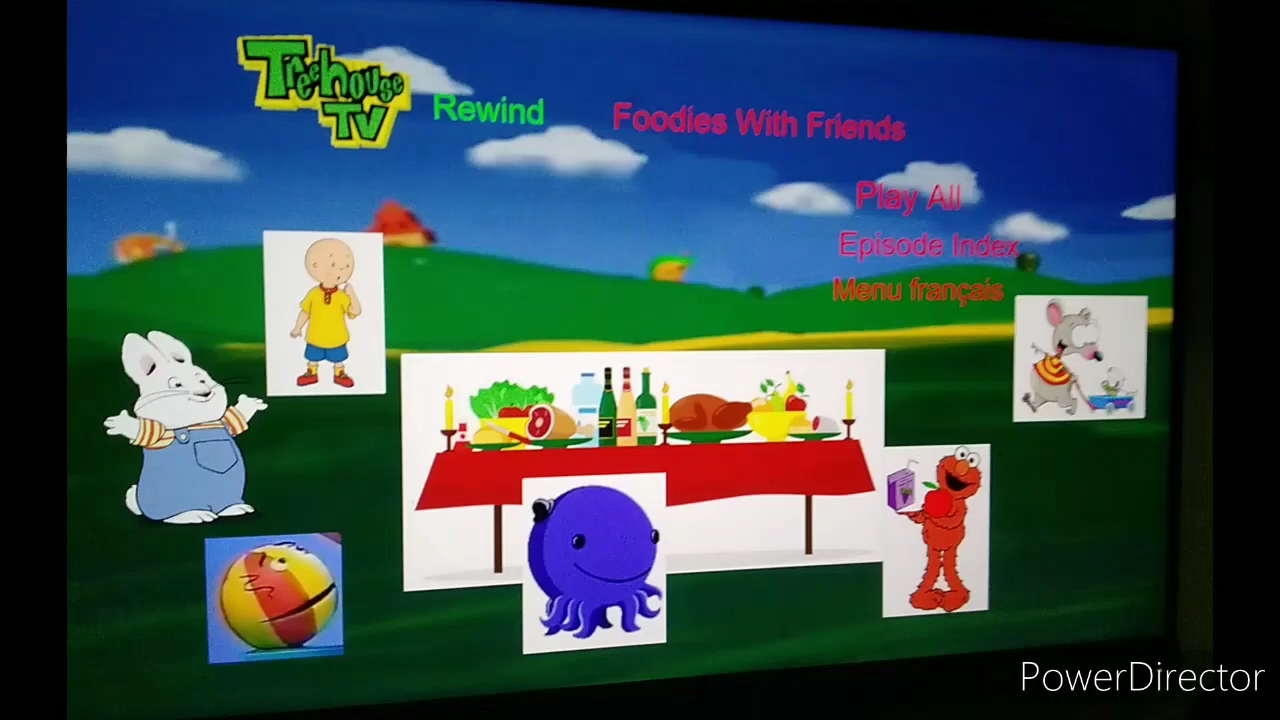 Treehouse
TV
Rewind
Foodies With Friends
Play All
Episode Index
Menu français
PowerDirector